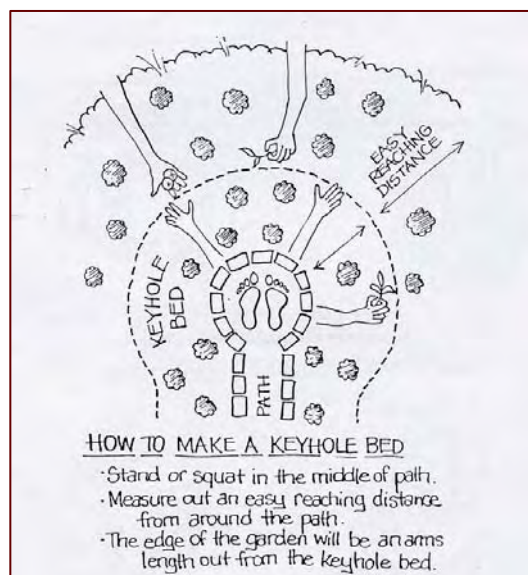 EASY
REACHING
DISTANCE
KEYHOLE
BED
PATH
HOW TO MAKE A KEYHOLE BED
·Stand or squat in the middle of path.
·Measure out an easy reaching distance
from around the path.
·The edge of the garden will be an arms
length out from the keyhole bed.